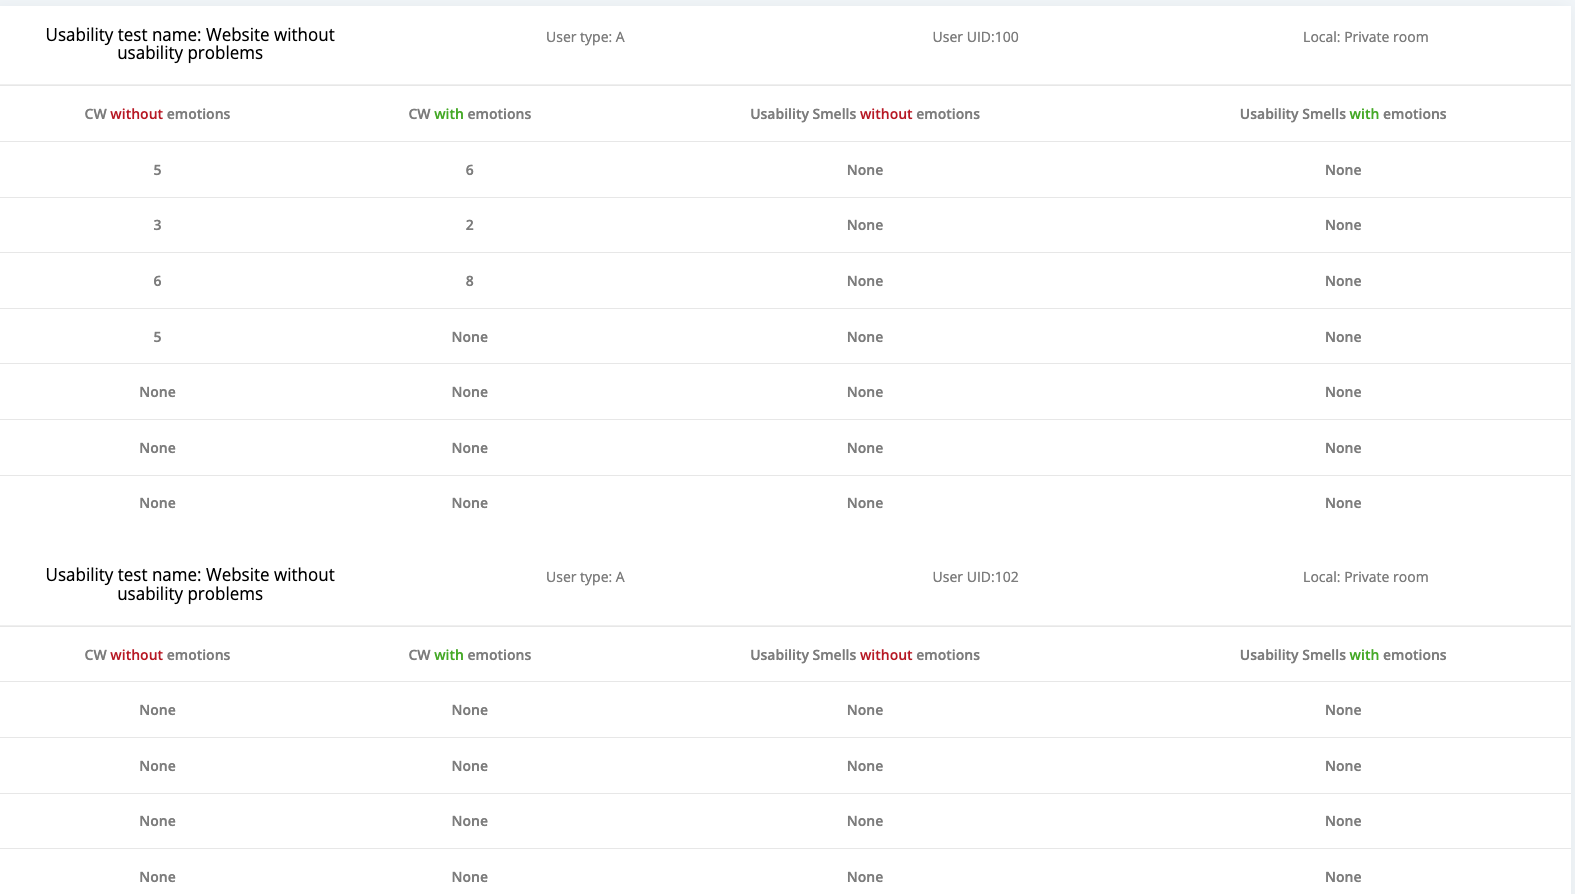 Usability test name: Website without
usability problems
User type: A
User UID:100
Local: Private room
CW without emotions CW with emotions Usability Smells without emotions Usability Smells with emotions
5 6 None None
3 2 None None
6 8 None None
5 None None None
None None None None
None None None None
None None None None
Usability test name: Website without
usability problems
User type: A
User UID:102
Local: Private room
CW without emotions CW with emotions Usability Smells without emotions Usability Smells with emotions
None None None None
None None None None
None None None None
None None None None